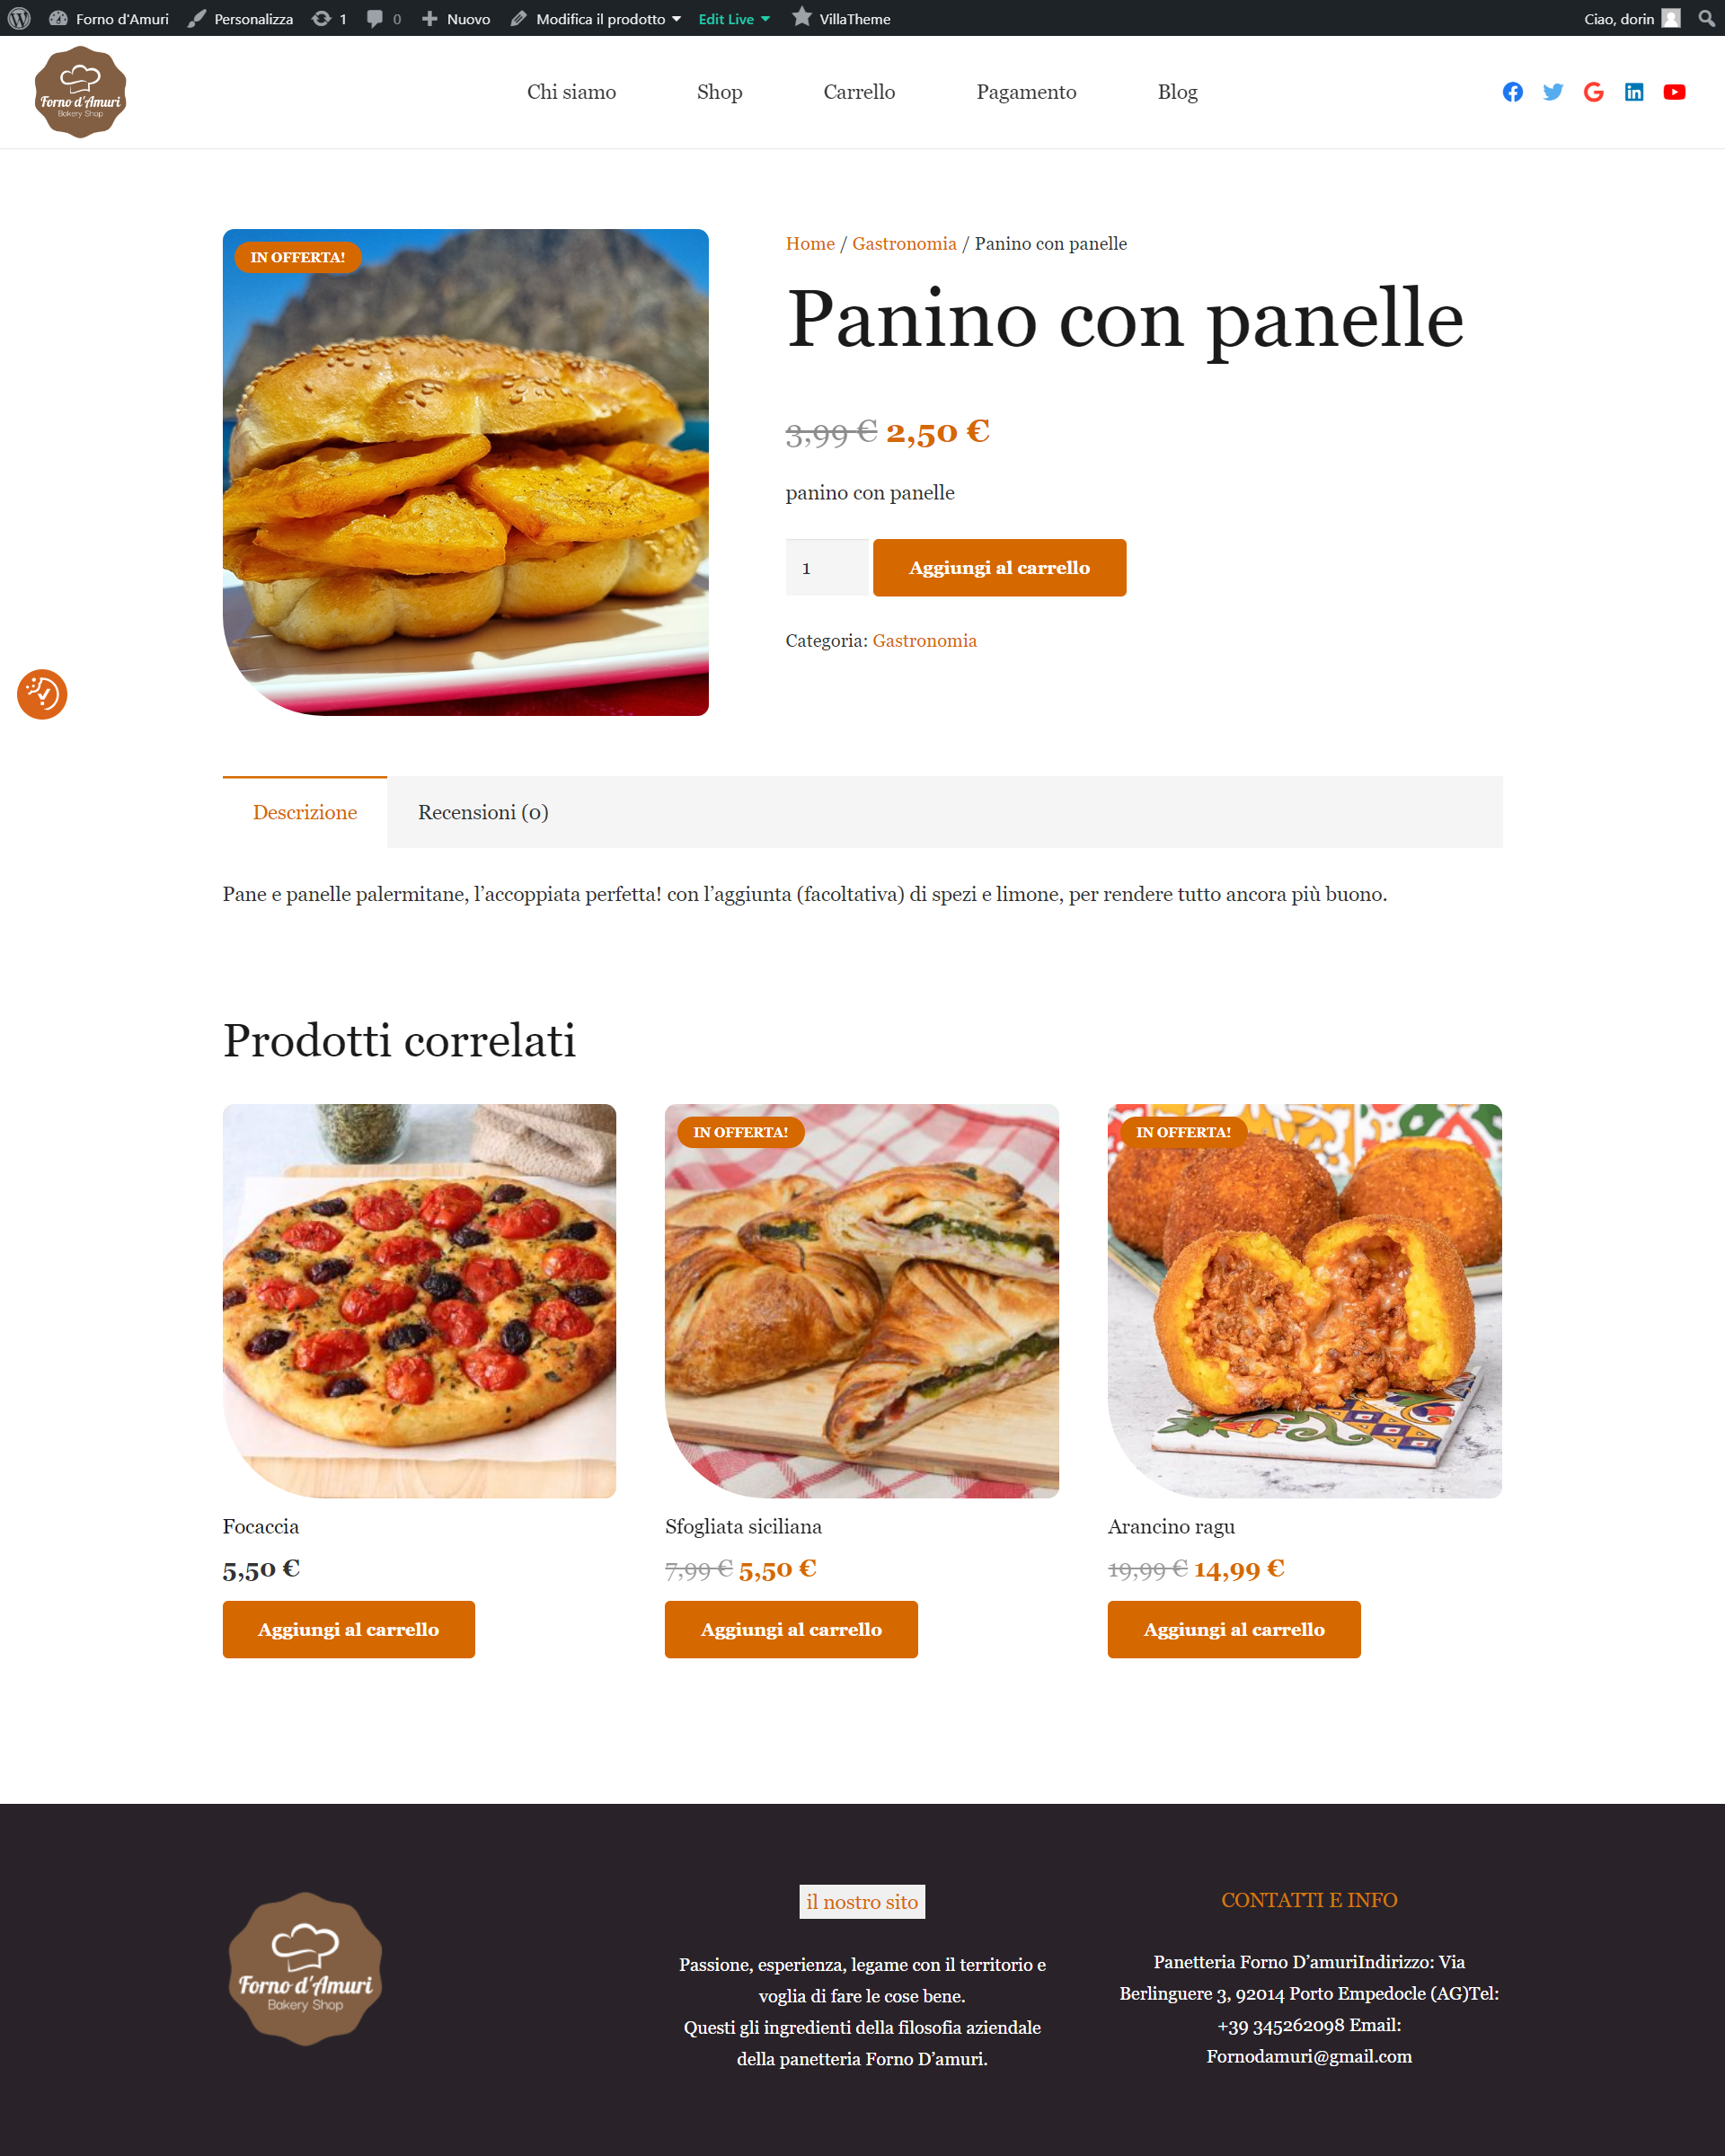 Forno d'Amuri Personalizza 1 0 Nuovo Modifica il prodotto Edit Live VillaTheme Ciao, dorin
Forno d'Amuri
Bakery Shop
Chi siamo Shop Carrello Pagamento Blog
IN OFFERTA!
Home / Gastronomia / Panino con panelle
Panino con panelle
3,99 € 2,50 €
panino con panelle
1 Aggiungi al carrello
Categoria: Gastronomia
Descrizione Recensioni (0)
Pane e panelle palermitane, l’accoppiata perfetta! con l’aggiunta (facoltativa) di spezi e limone, per rendere tutto ancora più buono.
Prodotti correlati
IN OFFERTA! IN OFFERTA!
Focaccia Sfogliata siciliana Arancino ragu
5,50 € 7,99 € 5,50 € 19,99 € 14,99 €
Aggiungi al carrello Aggiungi al carrello Aggiungi al carrello
Forno d'Amuri
Bakery Shop
il nostro sito
Passione, esperienza, legame con il territorio e
voglia di fare le cose bene.
Questi gli ingredienti della filosofia aziendale
della panetteria Forno D’amuri.
CONTATTI E INFO
Panetteria Forno D’amuriIndirizzo: Via
Berlinguere 3, 92014 Porto Empedocle (AG)Tel:
+39 345262098 Email:
Fornodamuri@gmail.com